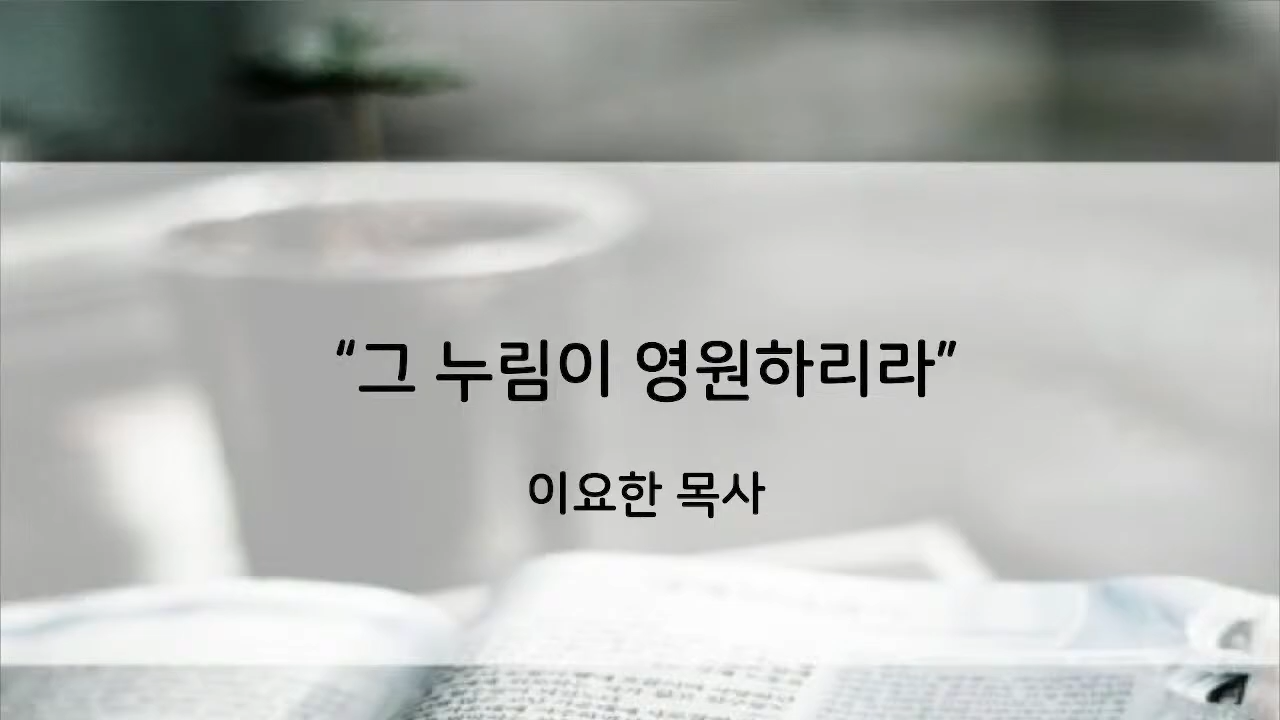 “그 누림이 영원하리라”
이요한 목사